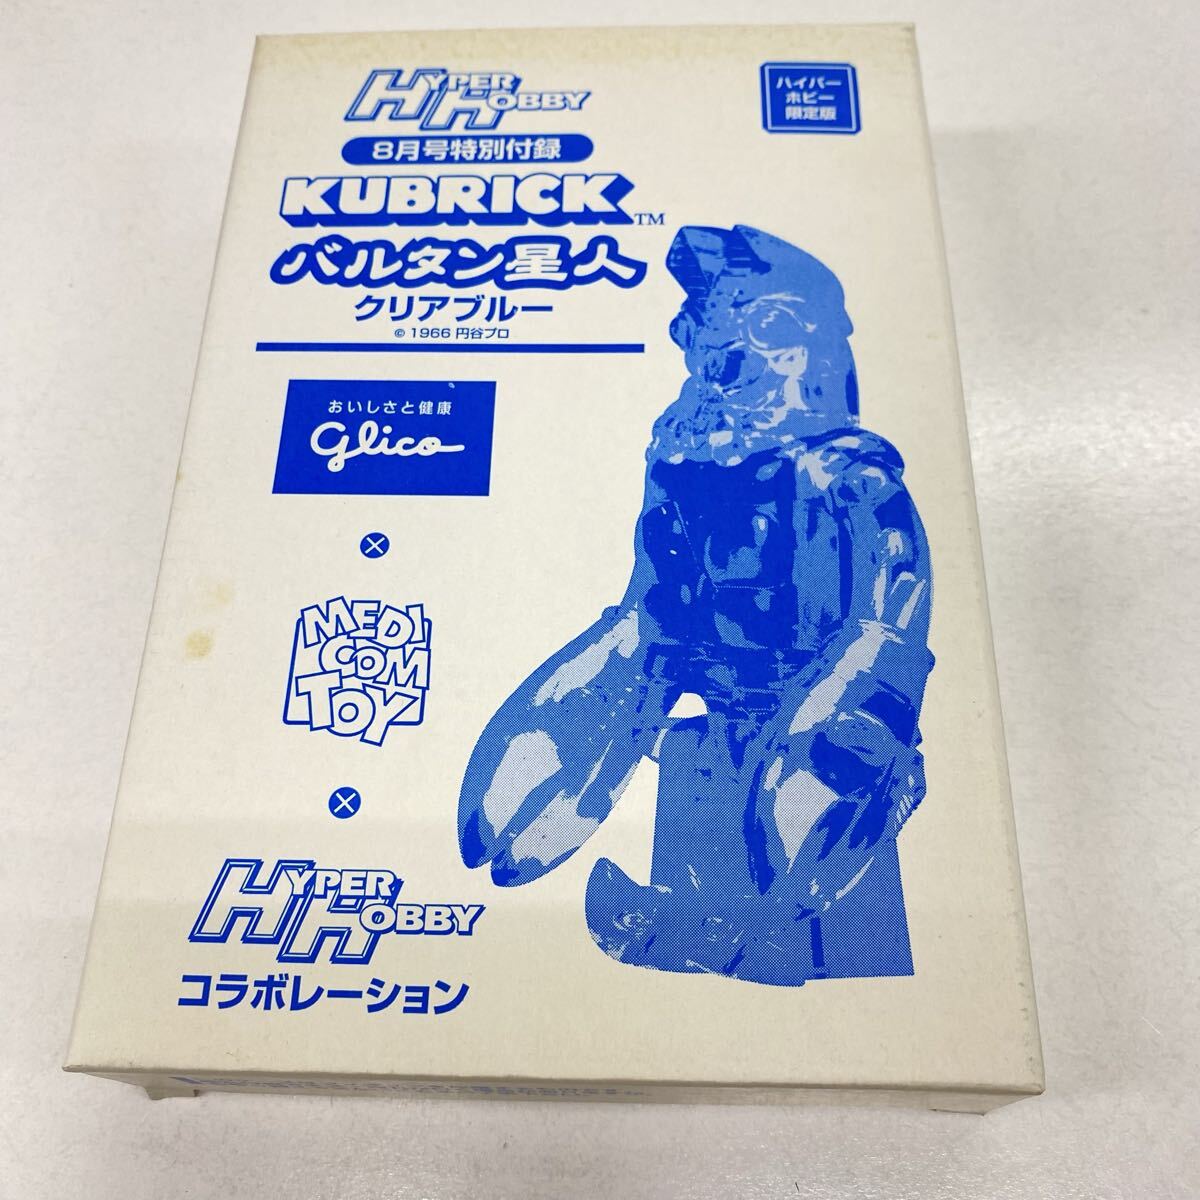 HYPER HOBBY
ハイパー
ホビー
限定版
8月号特別付録
KUBRICK™
バルタン星人
クリアブルー
© 1966 円谷プロ
おいしさと健康
glico
×
MEDICOM TOY
×
HYPER HOBBY
コラボレーション